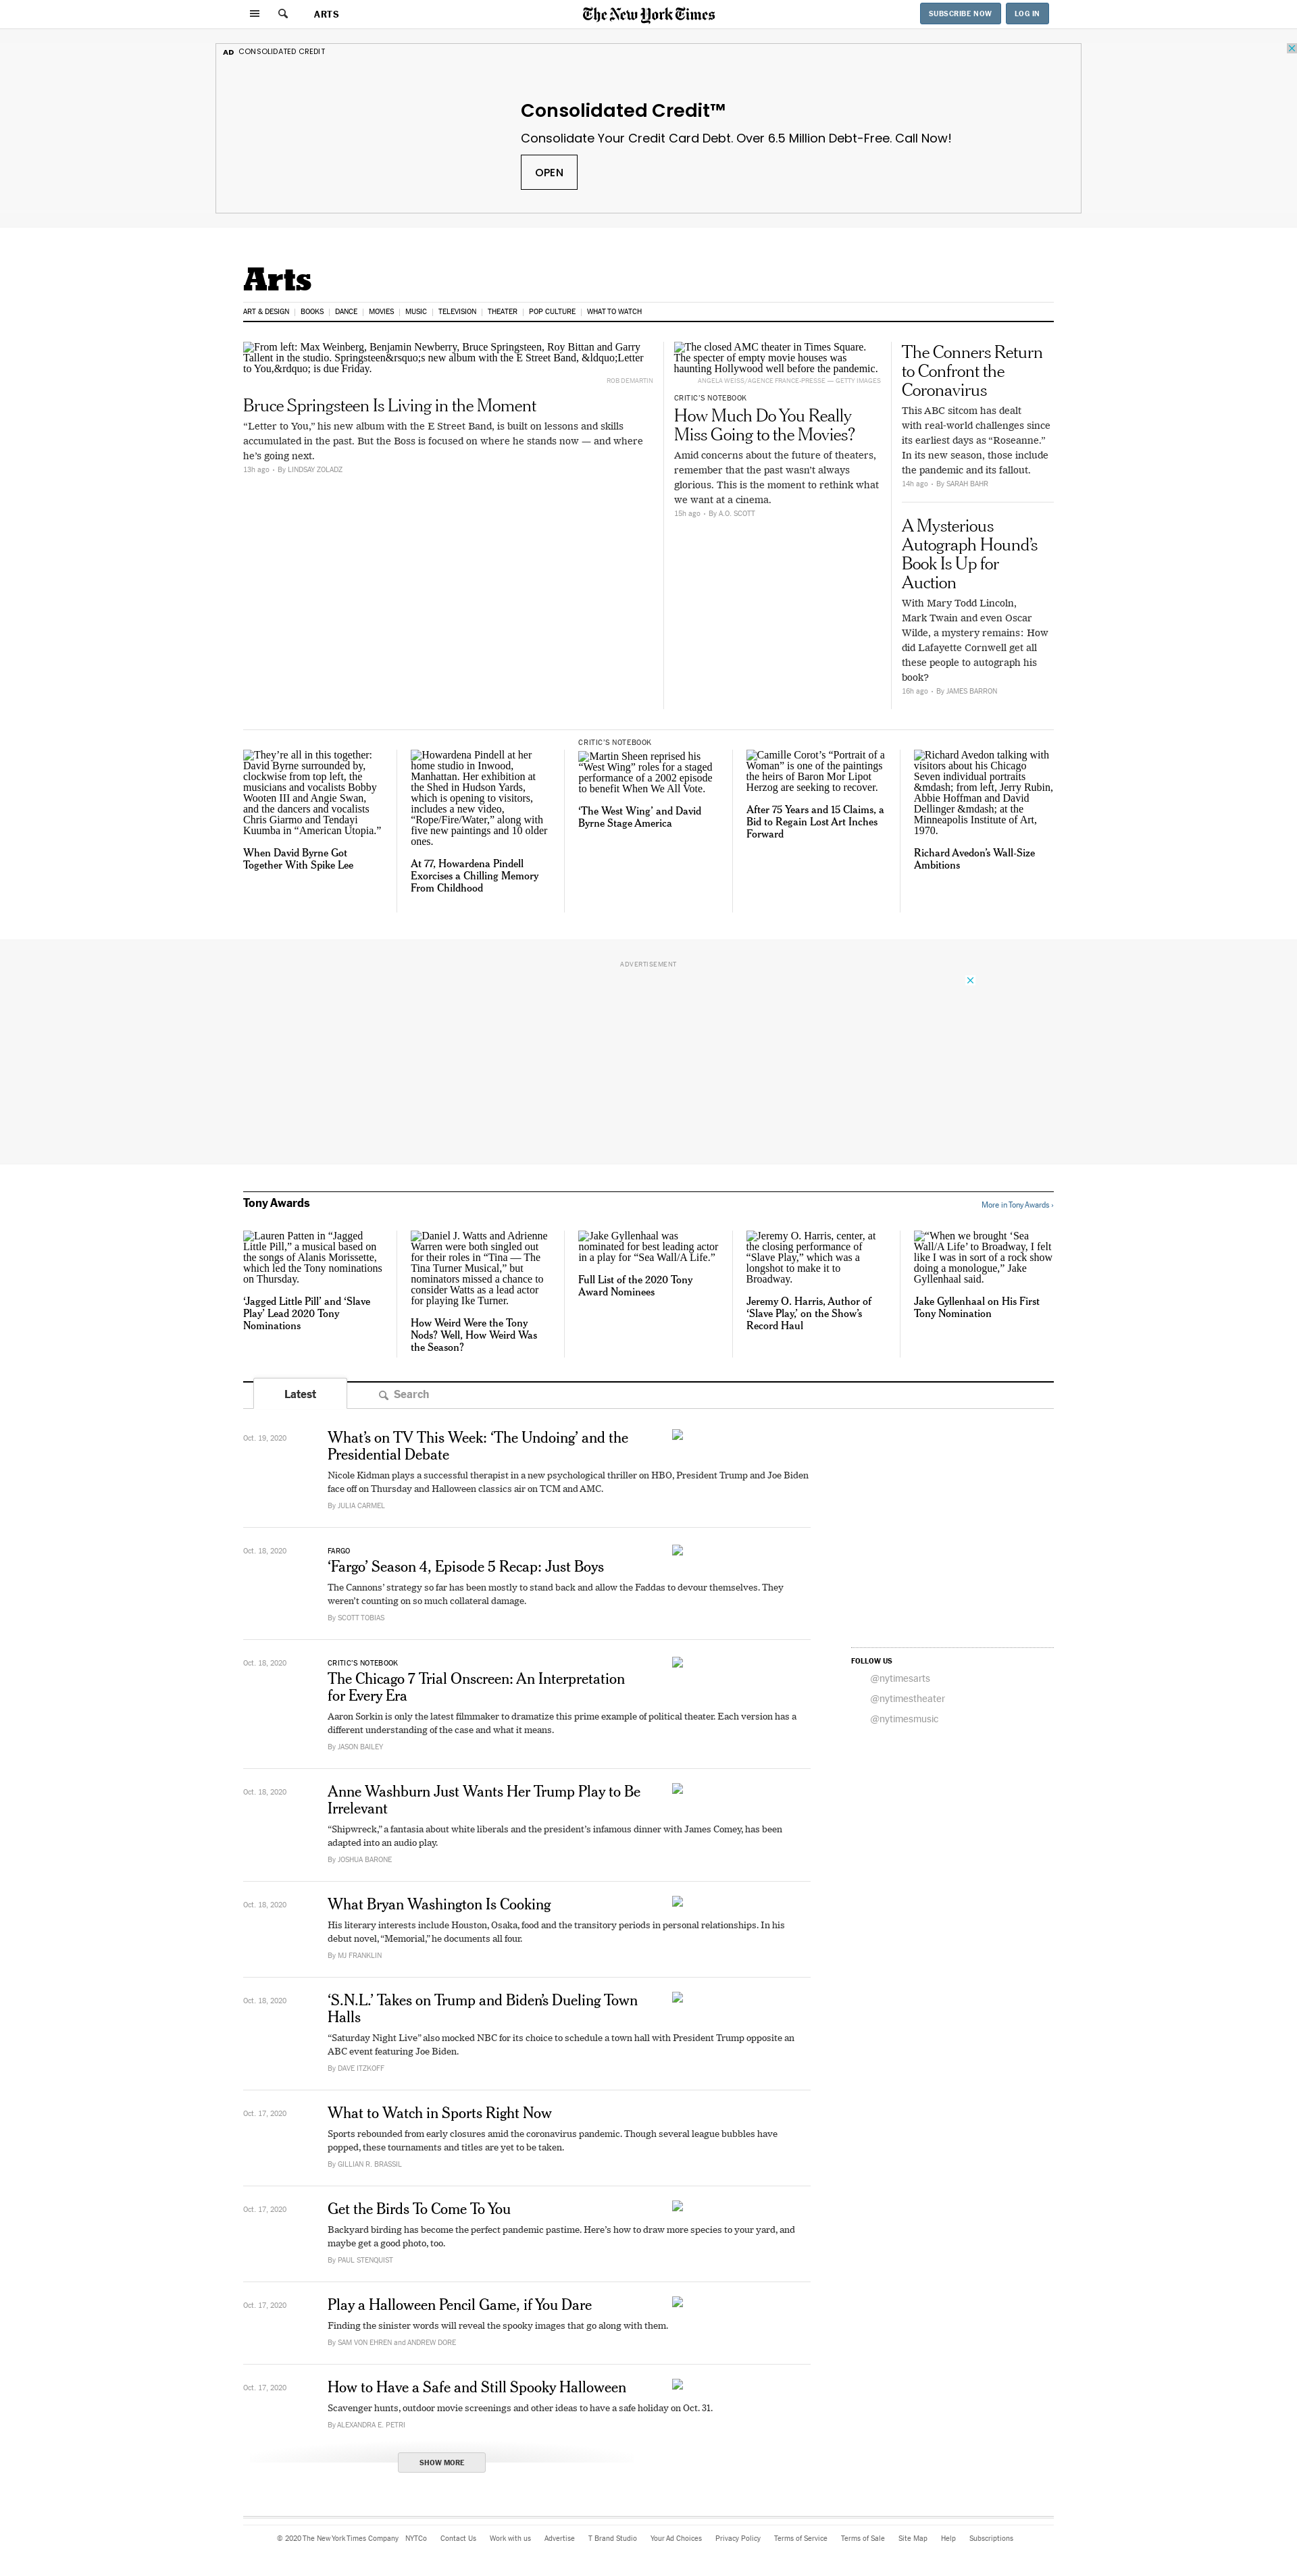 ARTS
The New York Times
SUBSCRIBE NOW
LOG IN
AD CONSOLIDATED CREDIT
Consolidated Credit™
Consolidate Your Credit Card Debt. Over 6.5 Million Debt-Free. Call Now!
OPEN
Arts
ART & DESIGN
BOOKS
DANCE
MOVIES
MUSIC
TELEVISION
THEATER
POP CULTURE
WHAT TO WATCH
From left: Max Weinberg, Benjamin Newberry, Bruce Springsteen, Roy Bittan and Garry
Tallent in the studio. Springsteen&rsquo;s new album with the E Street Band, &ldquo;Letter
to You,&rdquo; is due Friday.
ROB DEMARTIN
Bruce Springsteen Is Living in the Moment
“Letter to You,” his new album with the E Street Band, is built on lessons and skills
accumulated in the past. But the Boss is focused on where he stands now — and where
he’s going next.
13h ago • By LINDSAY ZOLADZ
The closed AMC theater in Times Square.
The specter of empty movie houses was
haunting Hollywood well before the pandemic.
ANGELA WEISS/AGENCE FRANCE-PRESSE — GETTY IMAGES
CRITIC’S NOTEBOOK
How Much Do You Really
Miss Going to the Movies?
Amid concerns about the future of theaters,
remember that the past wasn’t always
glorious. This is the moment to rethink what
we want at a cinema.
15h ago • By A.O. SCOTT
The Conners Return
to Confront the
Coronavirus
This ABC sitcom has dealt
with real-world challenges since
its earliest days as “Roseanne.”
In its new season, those include
the pandemic and its fallout.
14h ago • By SARAH BAHR
A Mysterious
Autograph Hound’s
Book Is Up for
Auction
With Mary Todd Lincoln,
Mark Twain and even Oscar
Wilde, a mystery remains: How
did Lafayette Cornwell get all
these people to autograph his
book?
16h ago • By JAMES BARRON
They’re all in this together:
David Byrne surrounded by,
clockwise from top left, the
musicians and vocalists Bobby
Wooten III and Angie Swan,
and the dancers and vocalists
Chris Giarmo and Tendayi
Kuumba in “American Utopia.”
When David Byrne Got
Together With Spike Lee
Howardena Pindell at her
home studio in Inwood,
Manhattan. Her exhibition at
the Shed in Hudson Yards,
which is opening to visitors,
includes a new video,
“Rope/Fire/Water,” along with
five new paintings and 10 older
ones.
At 77, Howardena Pindell
Exorcises a Chilling Memory
From Childhood
CRITIC’S NOTEBOOK
Martin Sheen reprised his
“West Wing” roles for a staged
performance of a 2002 episode
to benefit When We All Vote.
‘The West Wing’ and David
Byrne Stage America
Camille Corot’s “Portrait of a
Woman” is one of the paintings
the heirs of Baron Mor Lipot
Herzog are seeking to recover.
After 75 Years and 15 Claims, a
Bid to Regain Lost Art Inches
Forward
Richard Avedon talking with
visitors about his Chicago
Seven individual portraits
&mdash; from left, Jerry Rubin,
Abbie Hoffman and David
Dellinger &mdash; at the
Minneapolis Institute of Art,
1970.
Richard Avedon’s Wall-Size
Ambitions
ADVERTISEMENT
Tony Awards
More in Tony Awards ›
Lauren Patten in “Jagged
Little Pill,” a musical based on
the songs of Alanis Morissette,
which led the Tony nominations
on Thursday.
‘Jagged Little Pill’ and ‘Slave
Play’ Lead 2020 Tony
Nominations
Daniel J. Watts and Adrienne
Warren were both singled out
for their roles in “Tina — The
Tina Turner Musical,” but
nominators missed a chance to
consider Watts as a lead actor
for playing Ike Turner.
How Weird Were the Tony
Nods? Well, How Weird Was
the Season?
Jake Gyllenhaal was
nominated for best leading actor
in a play for “Sea Wall/A Life.”
Full List of the 2020 Tony
Award Nominees
Jeremy O. Harris, center, at
the closing performance of
“Slave Play,” which was a
longshot to make it to
Broadway.
Jeremy O. Harris, Author of
‘Slave Play,’ on the Show’s
Record Haul
“When we brought ‘Sea
Wall/A Life’ to Broadway, I felt
like I was in sort of a rock show
doing a monologue,” Jake
Gyllenhaal said.
Jake Gyllenhaal on His First
Tony Nomination
Latest
Search
Oct. 19, 2020
What’s on TV This Week: ‘The Undoing’ and the
Presidential Debate
Nicole Kidman plays a successful therapist in a new psychological thriller on HBO, President Trump and Joe Biden
face off on Thursday and Halloween classics air on TCM and AMC.
By JULIA CARMEL
Oct. 18, 2020
FARGO
‘Fargo’ Season 4, Episode 5 Recap: Just Boys
The Cannons’ strategy so far has been mostly to stand back and allow the Faddas to devour themselves. They
weren’t counting on so much collateral damage.
By SCOTT TOBIAS
Oct. 18, 2020
CRITIC’S NOTEBOOK
The Chicago 7 Trial Onscreen: An Interpretation
for Every Era
Aaron Sorkin is only the latest filmmaker to dramatize this prime example of political theater. Each version has a
different understanding of the case and what it means.
By JASON BAILEY
FOLLOW US
@nytimesarts
@nytimestheater
@nytimesmusic
Oct. 18, 2020
Anne Washburn Just Wants Her Trump Play to Be
Irrelevant
“Shipwreck,” a fantasia about white liberals and the president’s infamous dinner with James Comey, has been
adapted into an audio play.
By JOSHUA BARONE
Oct. 18, 2020
What Bryan Washington Is Cooking
His literary interests include Houston, Osaka, food and the transitory periods in personal relationships. In his
debut novel, “Memorial,” he documents all four.
By MJ FRANKLIN
Oct. 18, 2020
‘S.N.L.’ Takes on Trump and Biden’s Dueling Town
Halls
“Saturday Night Live” also mocked NBC for its choice to schedule a town hall with President Trump opposite an
ABC event featuring Joe Biden.
By DAVE ITZKOFF
Oct. 17, 2020
What to Watch in Sports Right Now
Sports rebounded from early closures amid the coronavirus pandemic. Though several league bubbles have
popped, these tournaments and titles are yet to be taken.
By GILLIAN R. BRASSIL
Oct. 17, 2020
Get the Birds To Come To You
Backyard birding has become the perfect pandemic pastime. Here’s how to draw more species to your yard, and
maybe get a good photo, too.
By PAUL STENQUIST
Oct. 17, 2020
Play a Halloween Pencil Game, if You Dare
Finding the sinister words will reveal the spooky images that go along with them.
By SAM VON EHREN and ANDREW DORE
Oct. 17, 2020
How to Have a Safe and Still Spooky Halloween
Scavenger hunts, outdoor movie screenings and other ideas to have a safe holiday on Oct. 31.
By ALEXANDRA E. PETRI
SHOW MORE
© 2020 The New York Times Company
NYTCo
Contact Us
Work with us
Advertise
T Brand Studio
Your Ad Choices
Privacy Policy
Terms of Service
Terms of Sale
Site Map
Help
Subscriptions